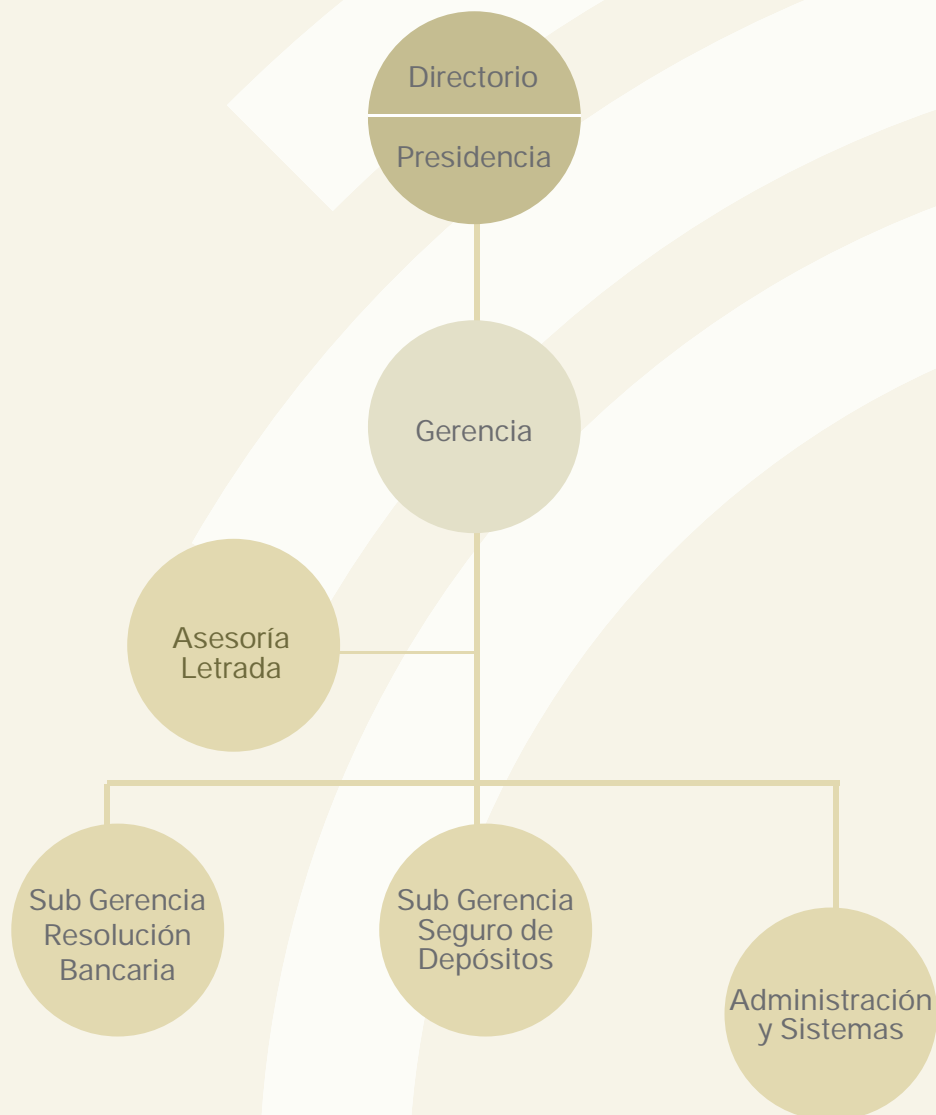 Directorio
Presidencia
Gerencia
Asesoría
Letrada
Sub Gerencia
Resolución
Bancaria
Sub Gerencia
Seguro de
Depósitos
Administración
y Sistemas